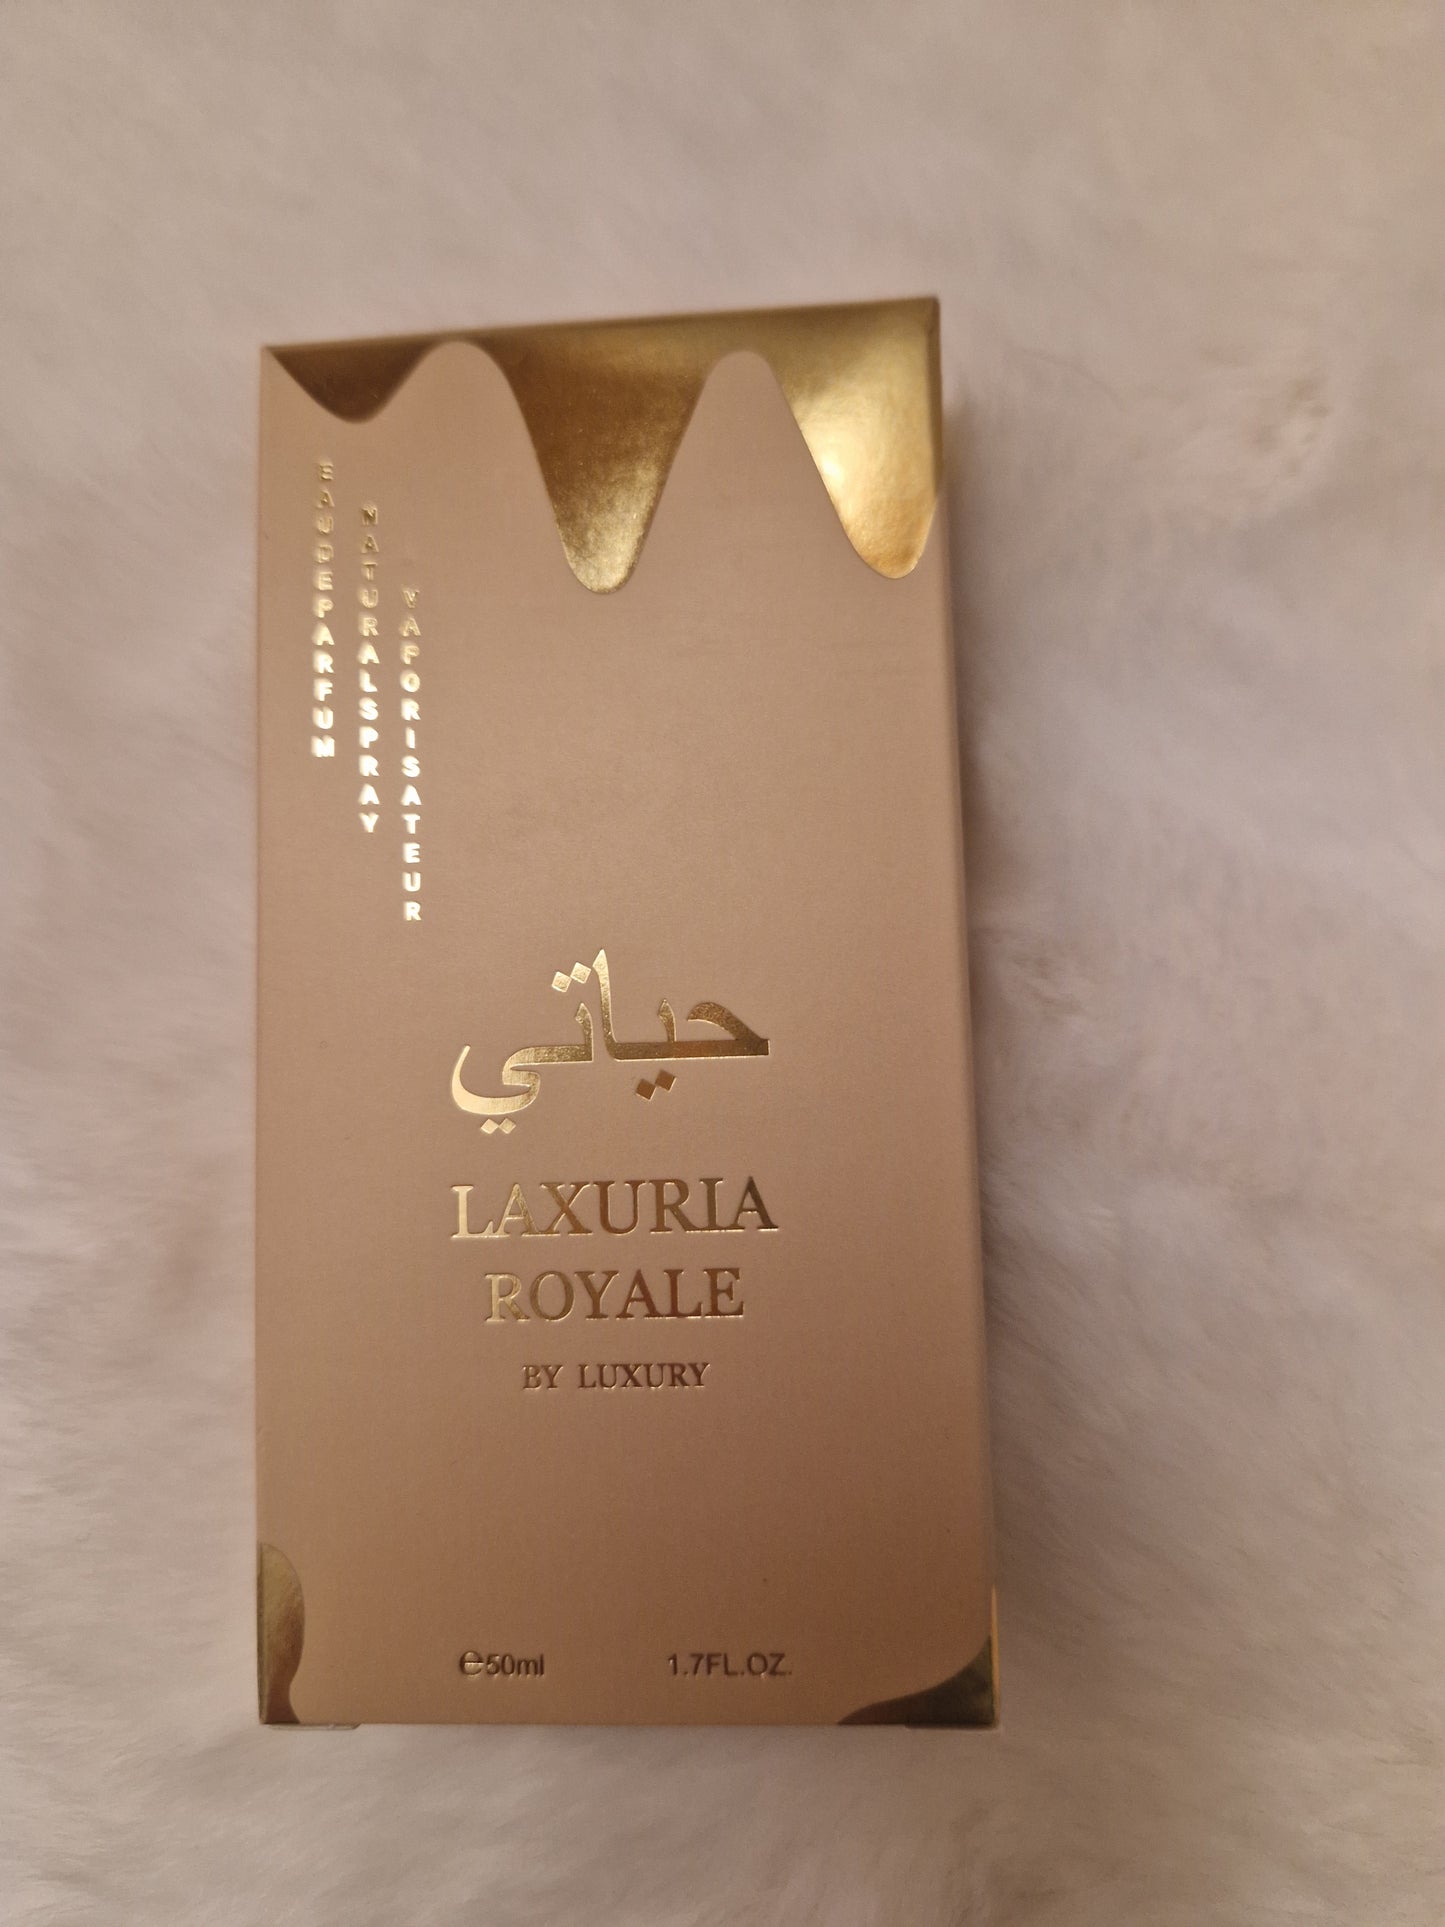 EAUDEPARFUM
NATURALSPRAY
VAPORISATEUR
حياتي
LAXURIA
ROYALE
BY LUXURY
℮50ml 1.7FL.OZ.